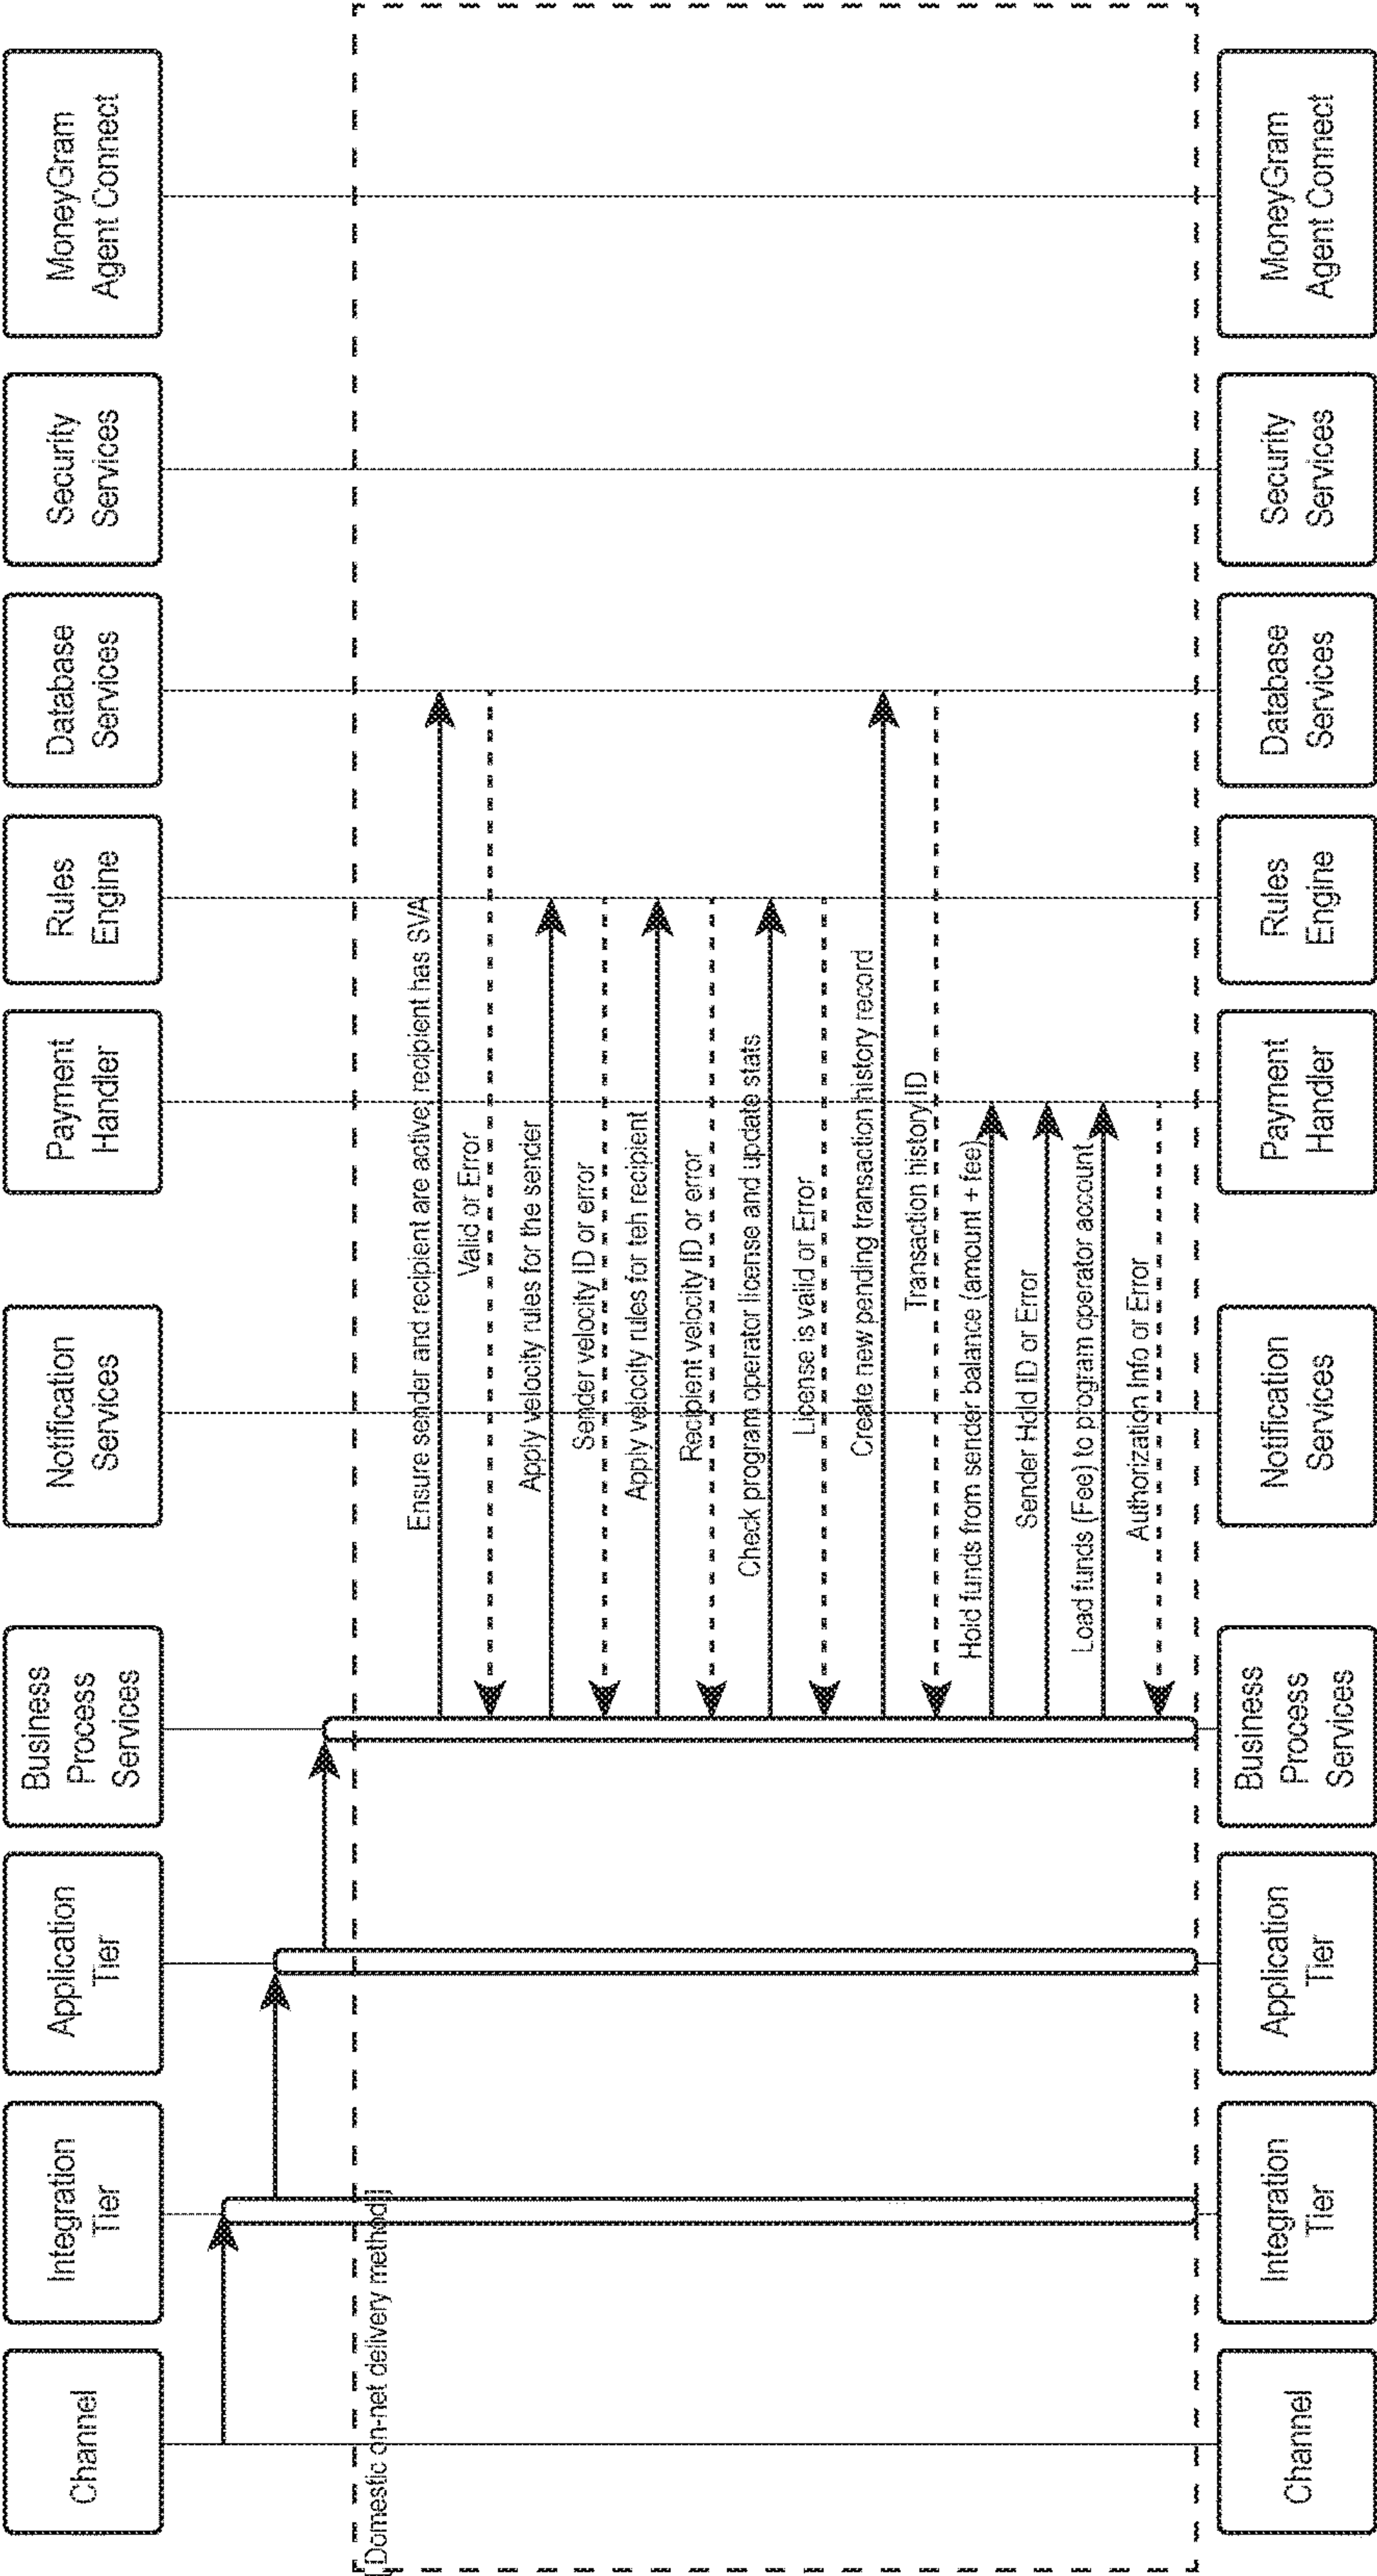 Channel
Integration
Tier
Application
Tier
Business
Process
Services
Notification
Services
Payment
Handler
Rules
Engine
Database
Services
Security
Services
MoneyGram
Agent Connect
[Domestic on-net delivery method]
Ensure sender and recipient are active; recipient has SVA
Valid or Error
Apply velocity rules for the sender
Sender velocity ID or error
Apply velocity rules for teh recipient
Recipient velocity ID or error
Check program operator license and update stats
License is valid or Error
Create new pending transaction history record
Transaction history ID
Hold funds from sender balance (amount + fee)
Sender Hold ID or Error
Load funds (Fee) to program operator account
Authorization Info or Error
Channel
Integration
Tier
Application
Tier
Business
Process
Services
Notification
Services
Payment
Handler
Rules
Engine
Database
Services
Security
Services
MoneyGram
Agent Connect